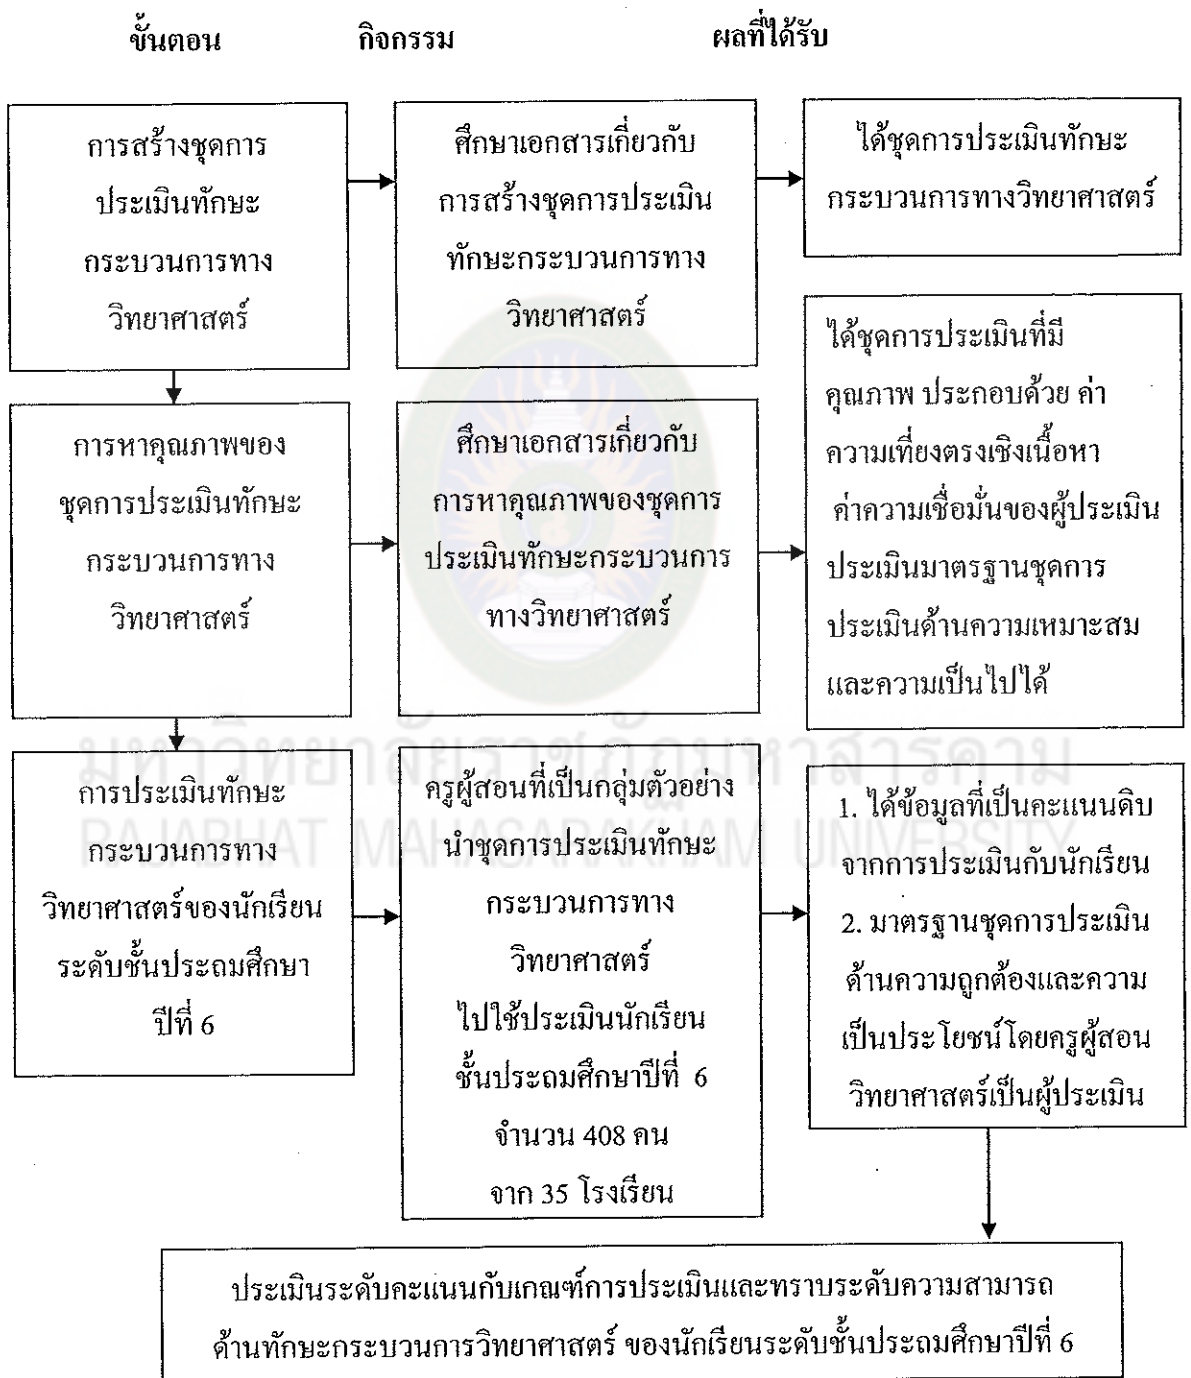 ขั้นตอน กิจกรรม ผลที่ได้รับ
การสร้างชุดการ
ประเมินทักษะ
กระบวนการทาง
วิทยาศาสตร์
ศึกษาเอกสารเกี่ยวกับ
การสร้างชุดการประเมิน
ทักษะกระบวนการทาง
วิทยาศาสตร์
ได้ชุดการประเมินทักษะ
กระบวนการทางวิทยาศาสตร์
การหาคุณภาพของ
ชุดการประเมินทักษะ
กระบวนการทาง
วิทยาศาสตร์
ศึกษาเอกสารเกี่ยวกับ
การหาคุณภาพของชุดการ
ประเมินทักษะกระบวนการ
ทางวิทยาศาสตร์
ได้ชุดการประเมินที่มี
คุณภาพ ประกอบด้วย ค่า
ความเที่ยงตรงเชิงเนื้อหา
ค่าความเชื่อมั่นของผู้ประเมิน
ประเมินมาตรฐานชุดการ
ประเมินด้านความเหมาะสม
และความเป็นไปได้
มหาวิทยาลัยราชภัฏมหาสารคาม
RAJABHAT MAHASARAKHAM UNIVERSITY
การประเมินทักษะ
กระบวนการทาง
วิทยาศาสตร์ของนักเรียน
ระดับชั้นประถมศึกษา
ปีที่ 6
ครูผู้สอนที่เป็นกลุ่มตัวอย่าง
นำชุดการประเมินทักษะ
กระบวนการทาง
วิทยาศาสตร์
ไปใช้ประเมินนักเรียน
ชั้นประถมศึกษาปีที่ 6
จำนวน 408 คน
จาก 35 โรงเรียน
1. ได้ข้อมูลที่เป็นคะแนนดิบ
จากการประเมินกับนักเรียน
2. มาตรฐานชุดการประเมิน
ด้านความถูกต้องและความ
เป็นประโยชน์โดยครูผู้สอน
วิทยาศาสตร์เป็นผู้ประเมิน
ประเมินระดับคะแนนกับเกณฑ์การประเมินและทราบระดับความสามารถ
ด้านทักษะกระบวนการวิทยาศาสตร์ ของนักเรียนระดับชั้นประถมศึกษาปีที่ 6